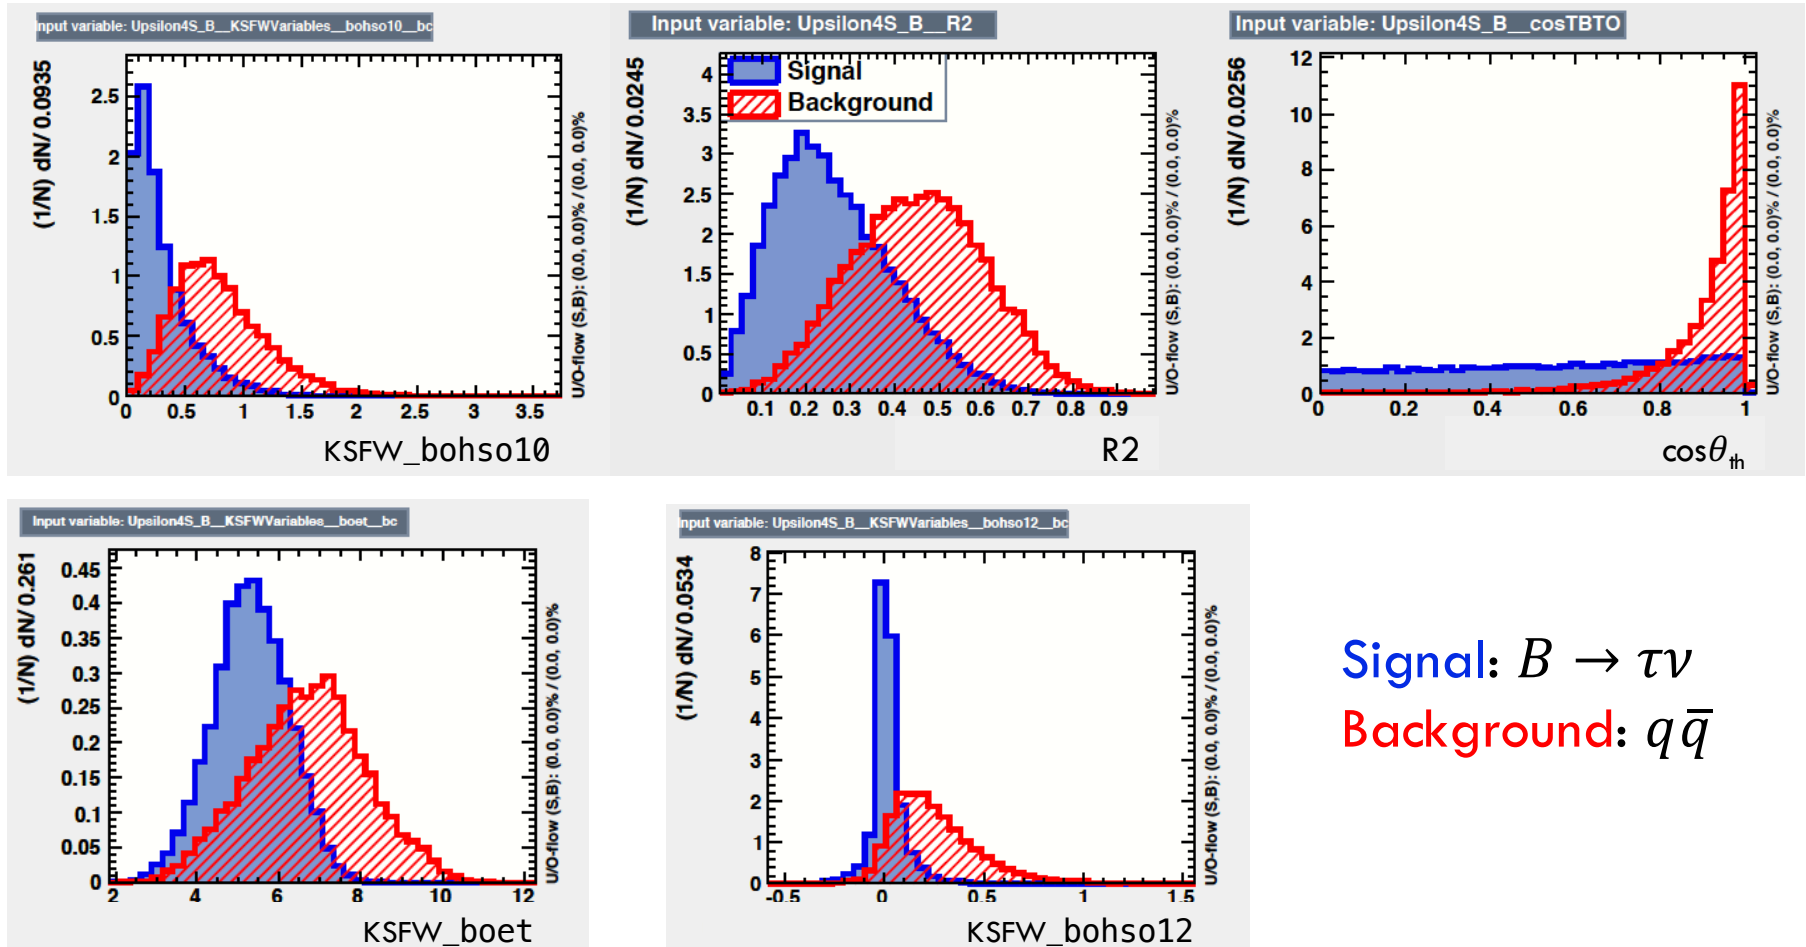 Input variable: Upsilon4S_B__KSFWVariables__bohso10__bc
(1/N) dN/ 0.0935
2.5
2
1.5
1
0.5
0
0 0.5 1 1.5 2 2.5 3 3.5
U/O-flow (S,B): (0.0, 0.0)% / (0.0, 0.0)%
KSFW_bohso10
Input variable: Upsilon4S_B__R2
(1/N) dN/ 0.0245
Signal
Background
4
3.5
3
2.5
2
1.5
1
0.5
0
0.1 0.2 0.3 0.4 0.5 0.6 0.7 0.8 0.9
U/O-flow (S,B): (0.0, 0.0)% / (0.0, 0.0)%
R2
Input variable: Upsilon4S_B__cosTBTO
(1/N) dN/ 0.0256
12
10
8
6
4
2
0
0 0.2 0.4 0.6 0.8 1
U/O-flow (S,B): (0.0, 0.0)% / (0.0, 0.0)%
cosθth
Input variable: Upsilon4S_B__KSFWVariables__boet__bc
(1/N) dN/ 0.261
0.45
0.4
0.35
0.3
0.25
0.2
0.15
0.1
0.05
0
2 4 6 8 10 12
U/O-flow (S,B): (0.0, 0.0)% / (0.0, 0.0)%
KSFW_boet
Input variable: Upsilon4S_B__KSFWVariables__bohso12__bc
(1/N) dN/ 0.0534
8
7
6
5
4
3
2
1
0
-0.5 0 0.5 1 1.5
U/O-flow (S,B): (0.0, 0.0)% / (0.0, 0.0)%
KSFW_bohso12
Signal: B → τν
Background: qq̅